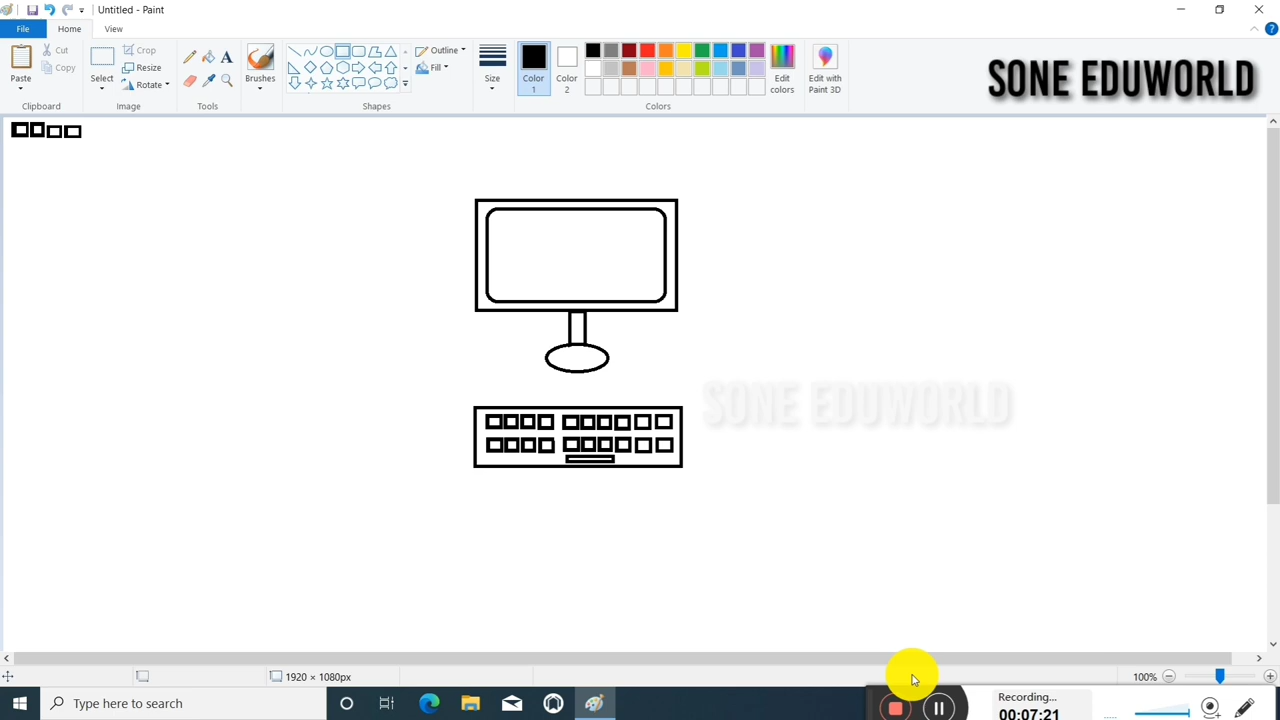 Untitled - Paint
File Home View
Paste
Cut
Copy
Clipboard
Select
Crop
Resize
Rotate
Image
Tools
Brushes
Shapes
Outline
Fill
Size
Color 1
Color 2
Colors
Edit colors
Edit with Paint 3D
SONE EDUWORLD
SONE EDUWORLD
1920 × 1080px
100%
Type here to search
Recording...
00:07:21